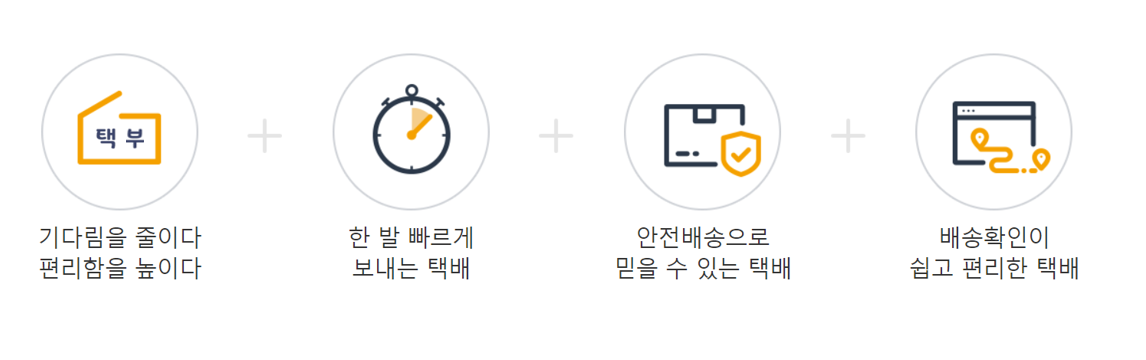 택부
기다림을 줄이다
편리함을 높이다
한 발 빠르게
보내는 택배
안전배송으로
믿을 수 있는 택배
배송확인이
쉽고 편리한 택배